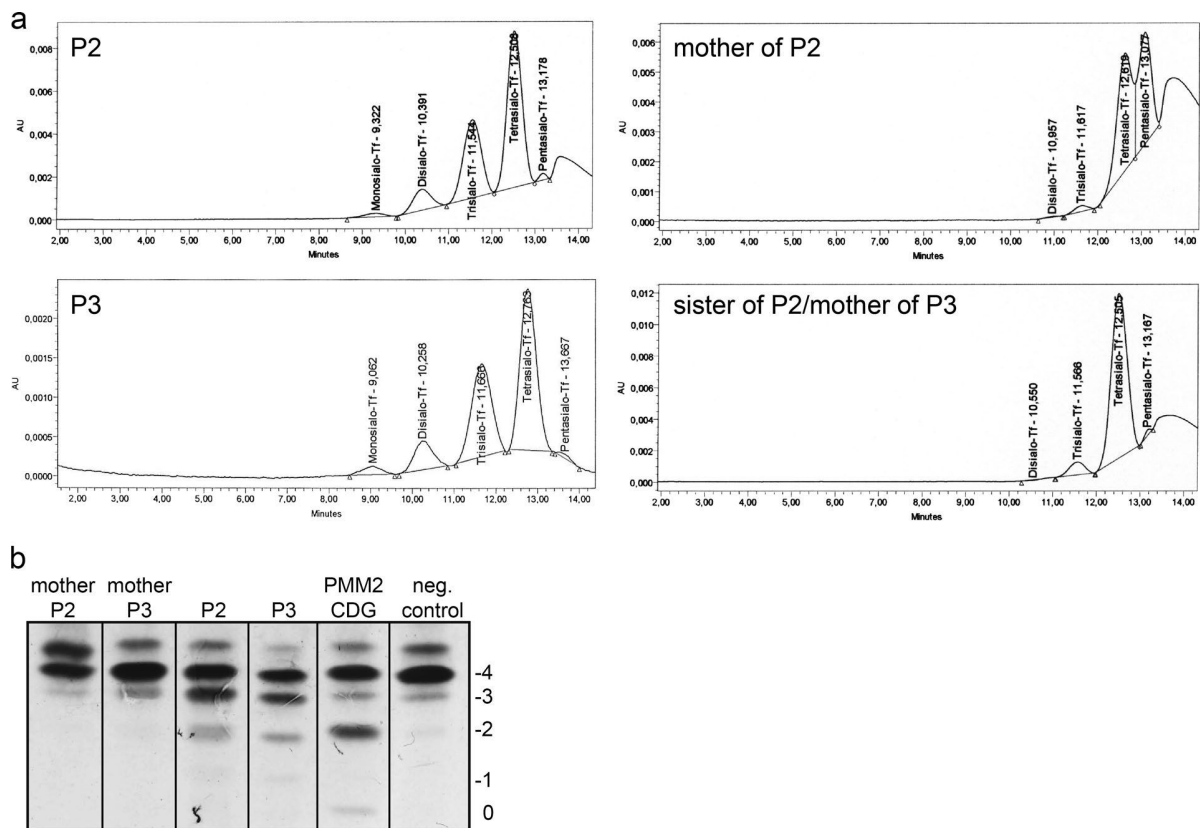 a
P2
AU
0,008
0,006
0,004
0,002
0,000
Monosialo-Tf - 9,322
Disialo-Tf - 10,391
Trisialo-Tf - 11,544
Tetrasialo-Tf - 12,508
Pentasialo-Tf - 13,178
2,00 3,00 4,00 5,00 6,00 7,00 8,00 9,00 10,00 11,00 12,00 13,00 14,00
Minutes
mother of P2
AU
0,006
0,005
0,004
0,003
0,002
0,001
0,000
Disialo-Tf - 10,957
Trisialo-Tf - 11,617
Tetrasialo-Tf - 12,619
Pentasialo-Tf - 13,077
2,00 3,00 4,00 5,00 6,00 7,00 8,00 9,00 10,00 11,00 12,00 13,00 14,00
Minutes
P3
AU
0,0020
0,0015
0,0010
0,0005
0,0000
Monosialo-Tf - 9,062
Disialo-Tf - 10,258
Trisialo-Tf - 11,660
Tetrasialo-Tf - 12,763
Pentasialo-Tf - 13,667
2,00 3,00 4,00 5,00 6,00 7,00 8,00 9,00 10,00 11,00 12,00 13,00 14,00
Minutes
sister of P2/mother of P3
AU
0,012
0,010
0,008
0,006
0,004
0,002
0,000
Disialo-Tf - 10,550
Trisialo-Tf - 11,566
Tetrasialo-Tf - 12,505
Pentasialo-Tf - 13,167
2,00 3,00 4,00 5,00 6,00 7,00 8,00 9,00 10,00 11,00 12,00 13,00 14,00
Minutes
b
mother mother PMM2 neg.
P2 P3 P2 P3 CDG control
-4
-3
-2
-1
0